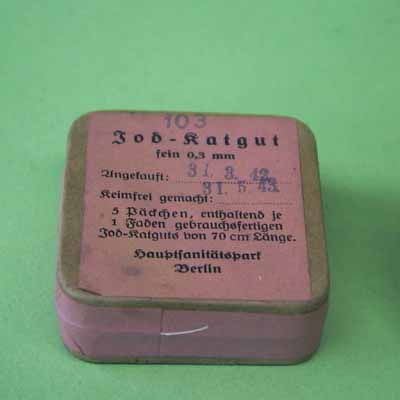 103
Jod-Katgut
fein 0,3 mm
Angekauft: 31. 3. 42.
Keimfrei gemacht: 31. 5. 43.
5 Päckchen, enthaltend je
1 Faden gebrauchsfertigen
Jod-Katguts von 70 cm Länge.
Hauptsanitätspark
Berlin